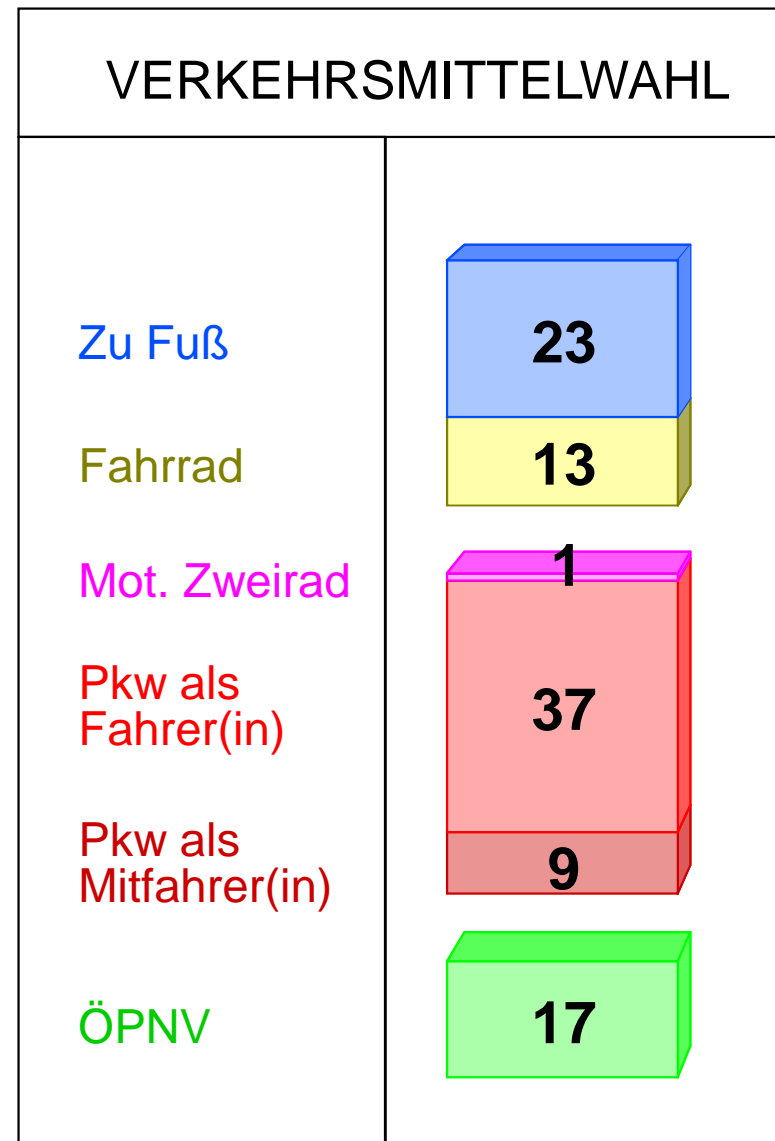 VERKEHRSMITTELWAHL
Zu Fuß 23
Fahrrad 13
Mot. Zweirad 1
Pkw als
Fahrer(in) 37
Pkw als
Mitfahrer(in) 9
ÖPNV 17